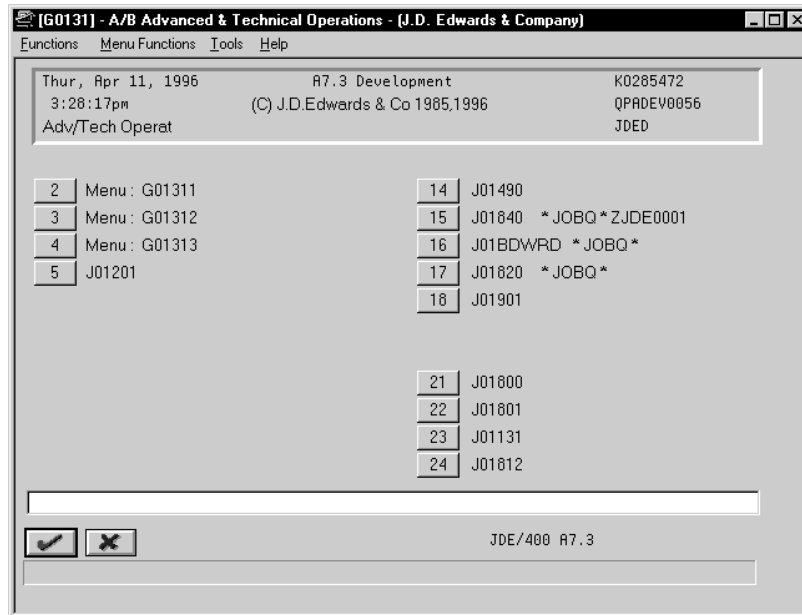 [G0131] - A/B Advanced & Technical Operations - (J.D. Edwards & Company)
Functions Menu Functions Tools Help
Thur, Apr 11, 1996 A7.3 Development K0285472
3:28:17pm (C) J.D.Edwards & Co 1985,1996 QPADEV0056
Adv/Tech Operat JDED
2 Menu: G01311 14 J01490
3 Menu: G01312 15 J01840 *JOBQ*ZJDE0001
4 Menu: G01313 16 J01BDWRD *JOBQ*
5 J01201 17 J01820 *JOBQ*
18 J01901
21 J01800
22 J01801
23 J01131
24 J01812
JDE/400 A7.3